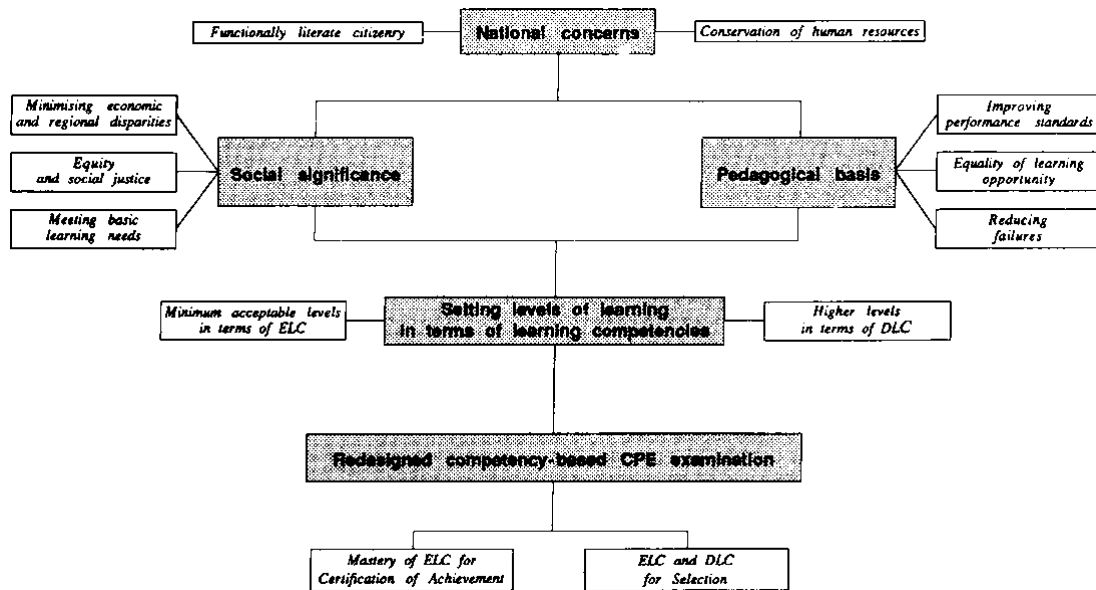 Functionally literate citizenry
National concerns
Conservation of human resources
Minimising economic
and regional disparities
Equity
and social justice
Meeting basic
learning needs
Social significance
Pedagogical basis
Improving
performance standards
Equality of learning
opportunity
Reducing
failures
Minimum acceptable levels
in terms of ELC
Setting levels of learning
in terms of learning competencies
Higher levels
in terms of DLC
Redesigned competency-based CPE examination
Mastery of ELC for
Certification of Achievement
ELC and DLC
for Selection